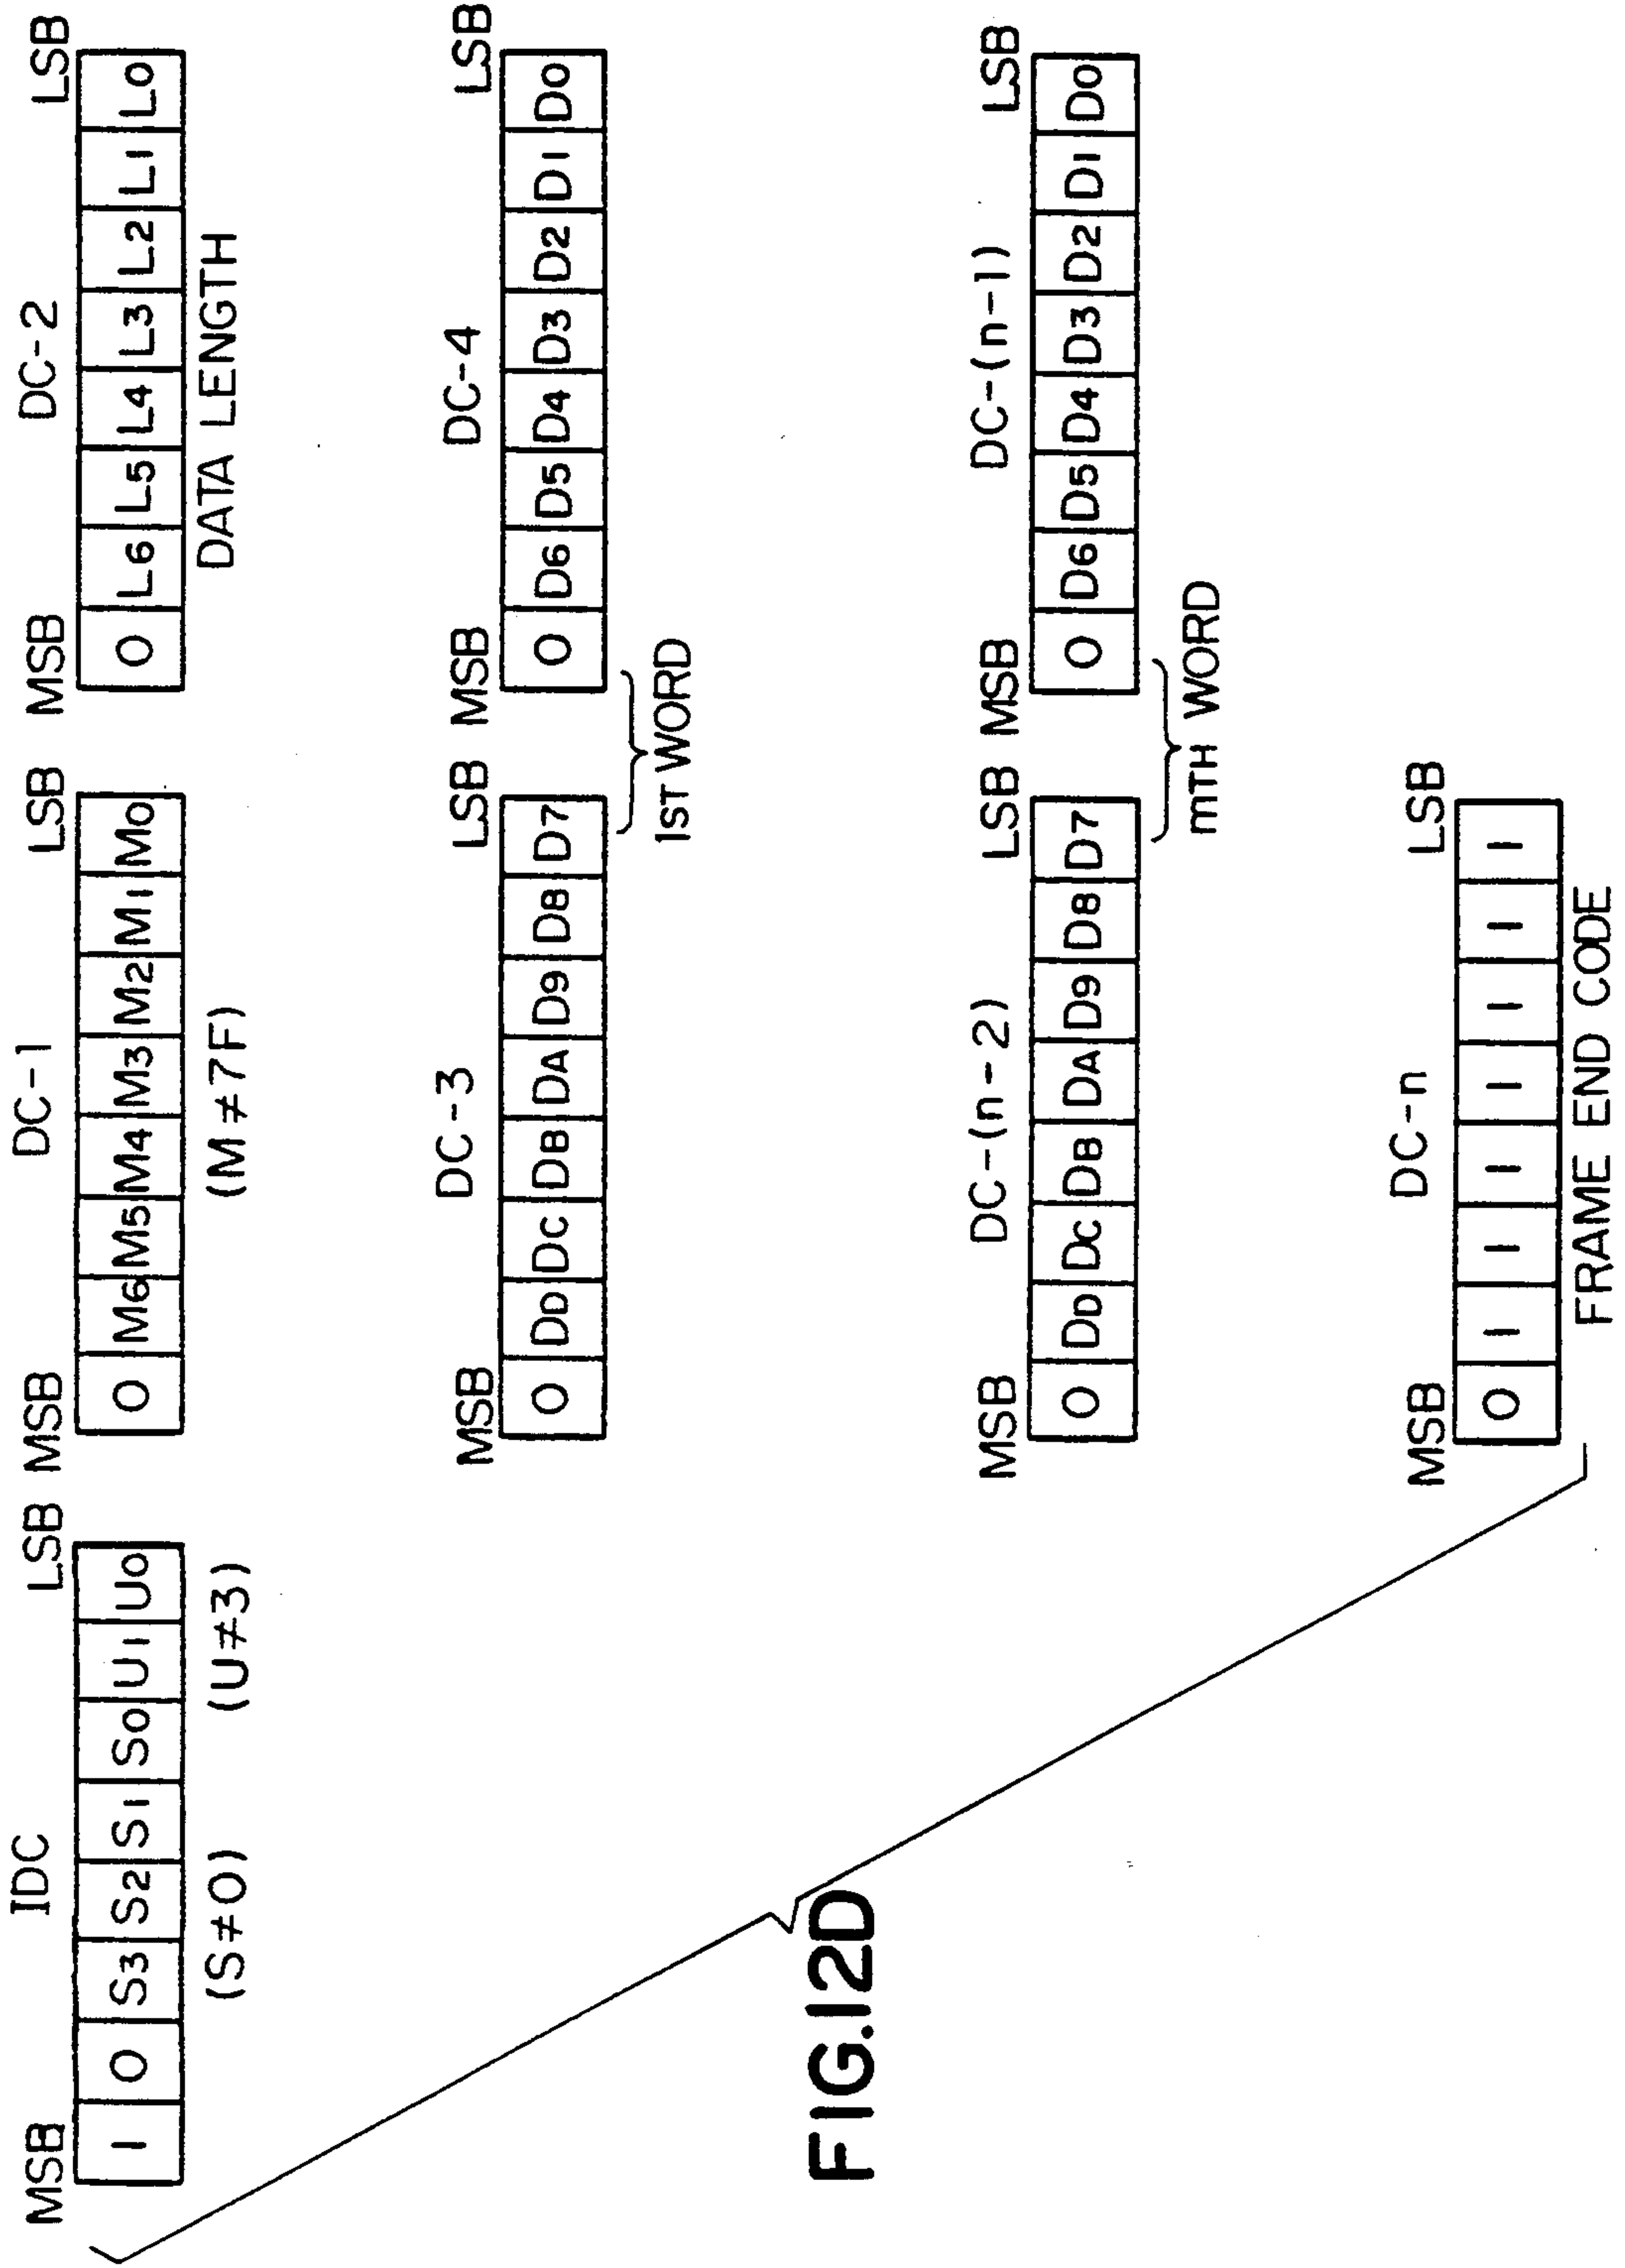 IDC DC-1 DC-2
MSB LSB MSB LSB MSB LSB
1 0 S3 S2 S1 S0 U1 U0 0 M6 M5 M4 M3 M2 M1 M0 0 L6 L5 L4 L3 L2 L1 L0
(S≠0) (U≠3) (M≠7F) DATA LENGTH
DC-3 DC-4
MSB LSB MSB LSB
0 DD DC DB DA D9 D8 D7 0 D6 D5 D4 D3 D2 D1 D0
1ST WORD
DC-(n-2) DC-(n-1)
MSB LSB MSB LSB
0 DD DC DB DA D9 D8 D7 0 D6 D5 D4 D3 D2 D1 D0
mTH WORD
DC-n
MSB LSB
0 1 1 1 1 1 1 1
FRAME END CODE
FIG.12D